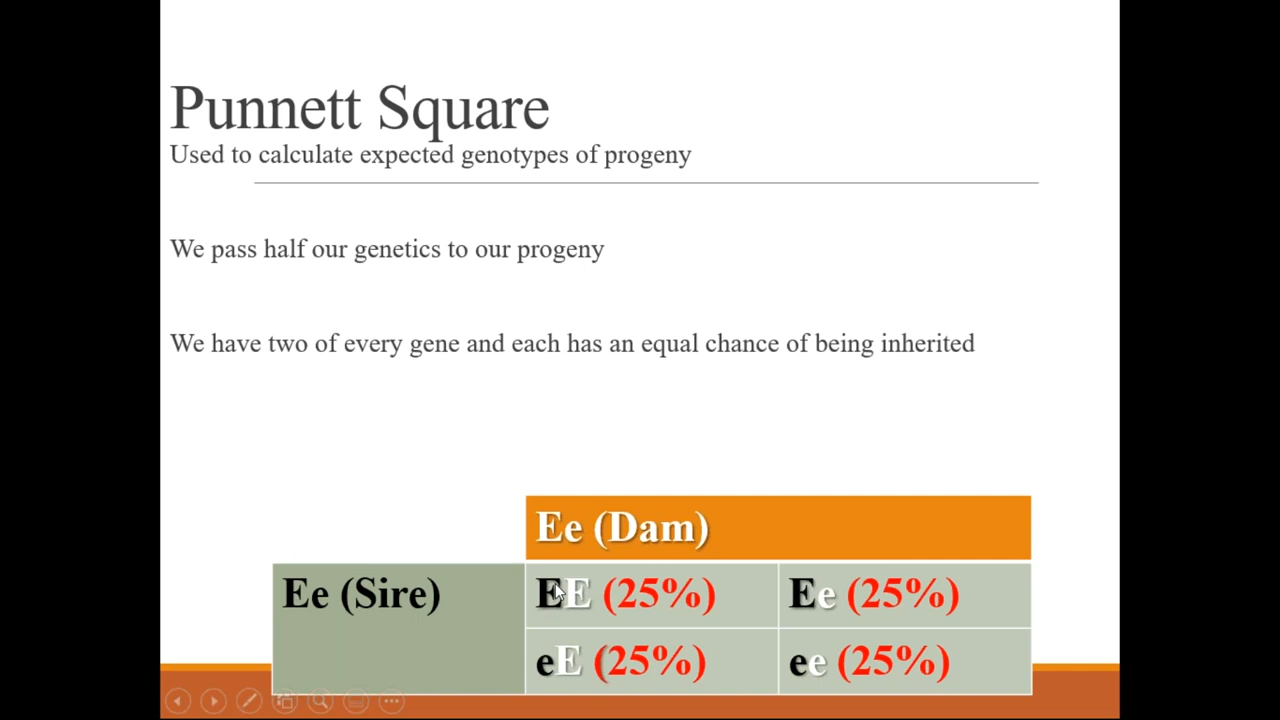 Punnett Square
Used to calculate expected genotypes of progeny
We pass half our genetics to our progeny
We have two of every gene and each has an equal chance of being inherited
Ee (Dam)
Ee (Sire) EE (25%) Ee (25%)
eE (25%) ee (25%)